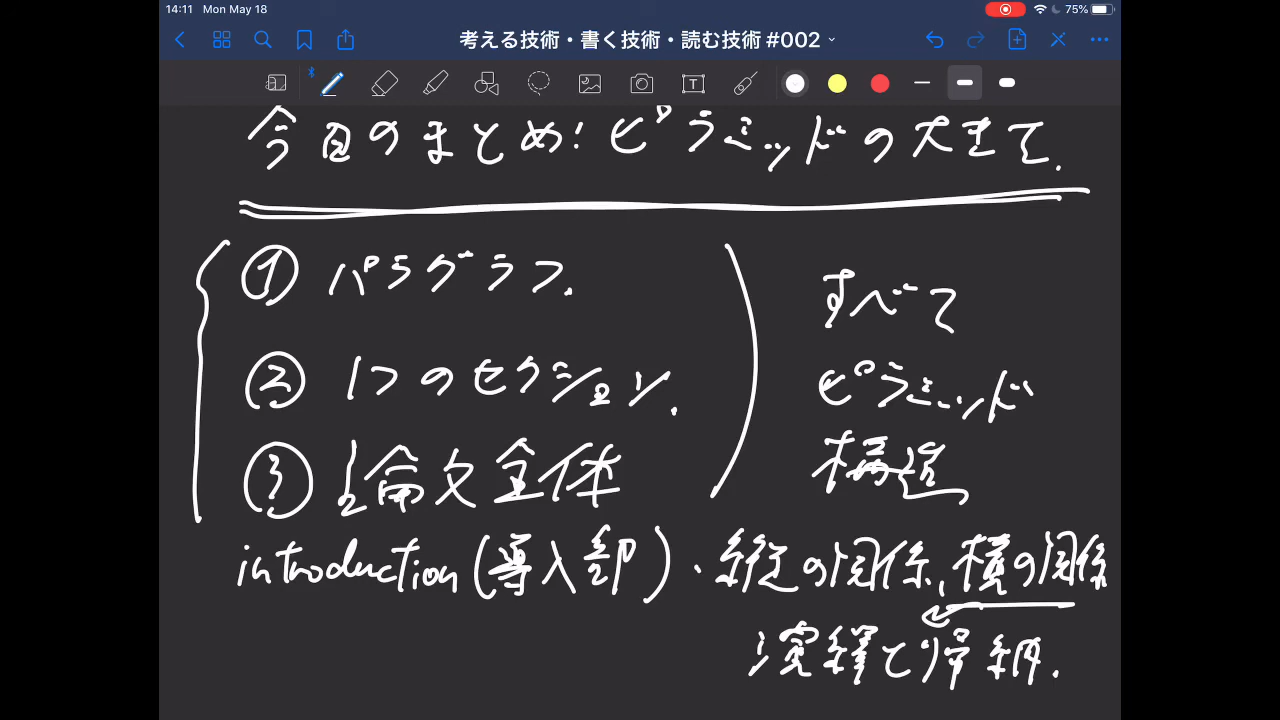 14:11 Mon May 18 75%
考える技術・書く技術・読む技術 #002
今回のまとめ!ピラミッドの大きさ.
① パラグラフ.
② 1つのセクション.
③ 論文全体
すべて
ピラミッド
構造
introduction(導入部)・縦の関係、横の関係
演繹と帰納.